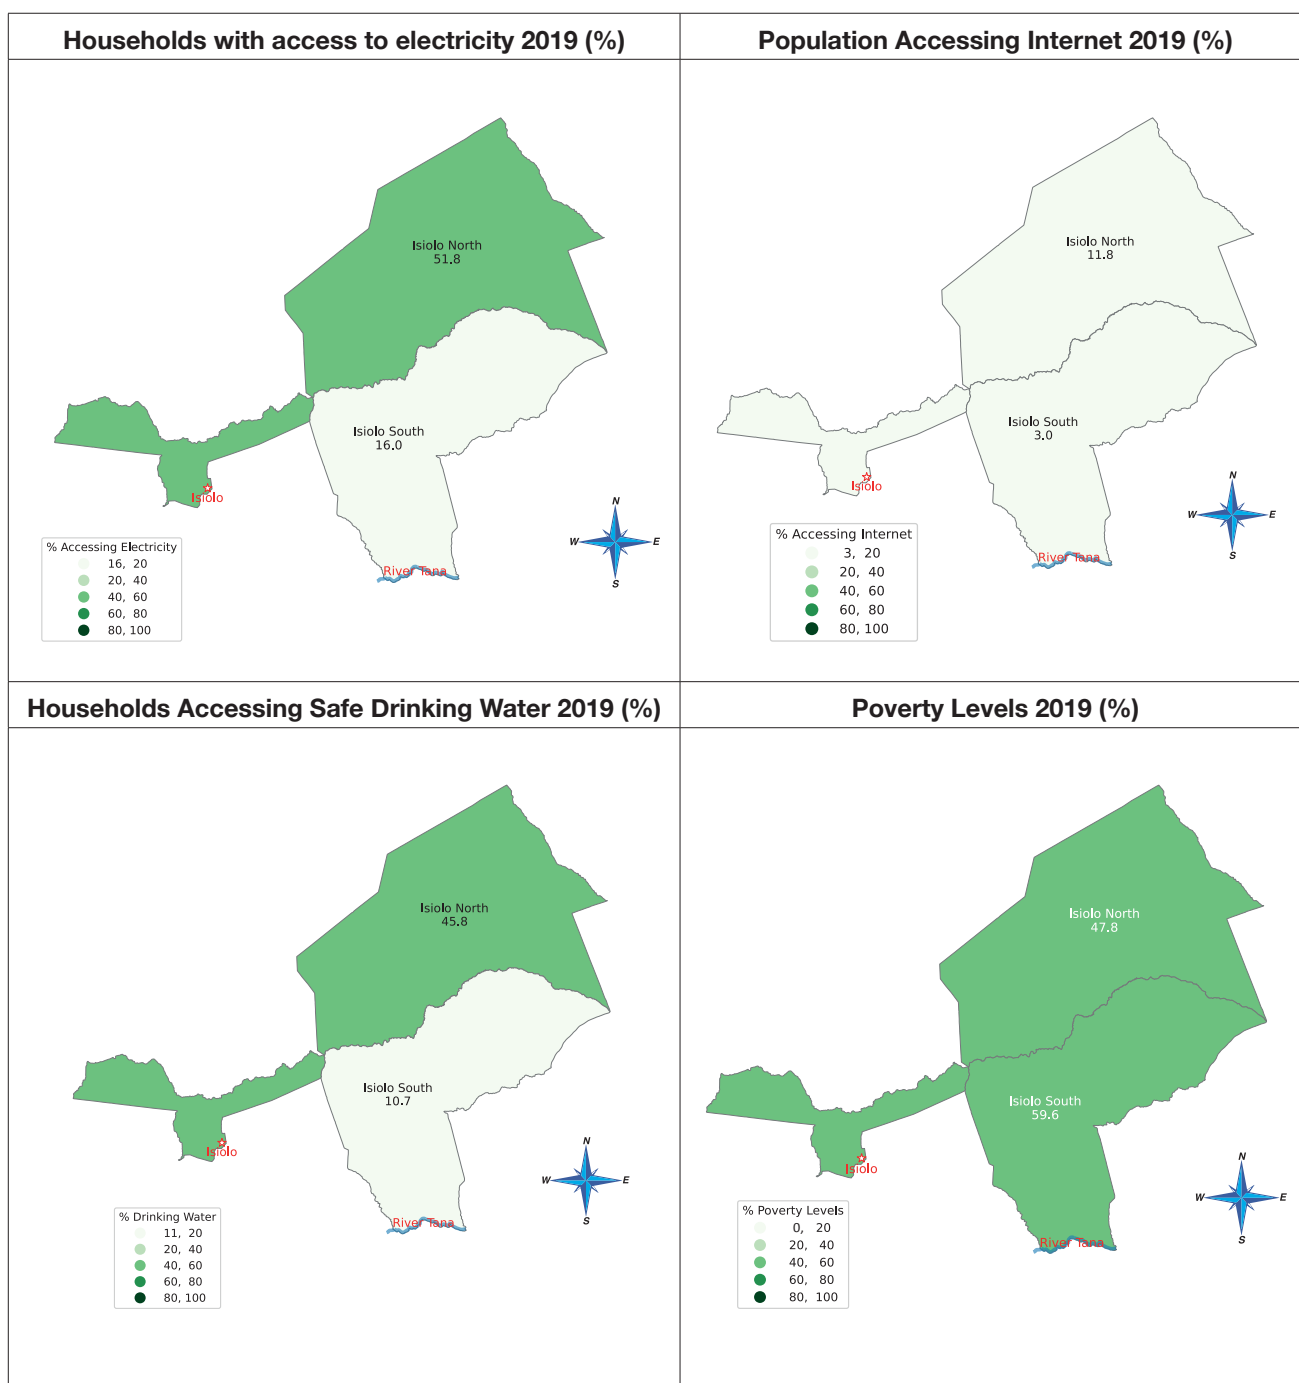 Households with access to electricity 2019 (%)
Isiolo North
51.8
Isiolo South
16.0
Isiolo
River Tana
N
W
E
S
% Accessing Electricity
16, 20
20, 40
40, 60
60, 80
80, 100
Population Accessing Internet 2019 (%)
Isiolo North
11.8
Isiolo South
3.0
Isiolo
River Tana
N
W
E
S
% Accessing Internet
3, 20
20, 40
40, 60
60, 80
80, 100
Households Accessing Safe Drinking Water 2019 (%)
Isiolo North
45.8
Isiolo South
10.7
Isiolo
River Tana
N
W
E
S
% Drinking Water
11, 20
20, 40
40, 60
60, 80
80, 100
Poverty Levels 2019 (%)
Isiolo North
47.8
Isiolo South
59.6
Isiolo
River Tana
N
W
E
S
% Poverty Levels
0, 20
20, 40
40, 60
60, 80
80, 100